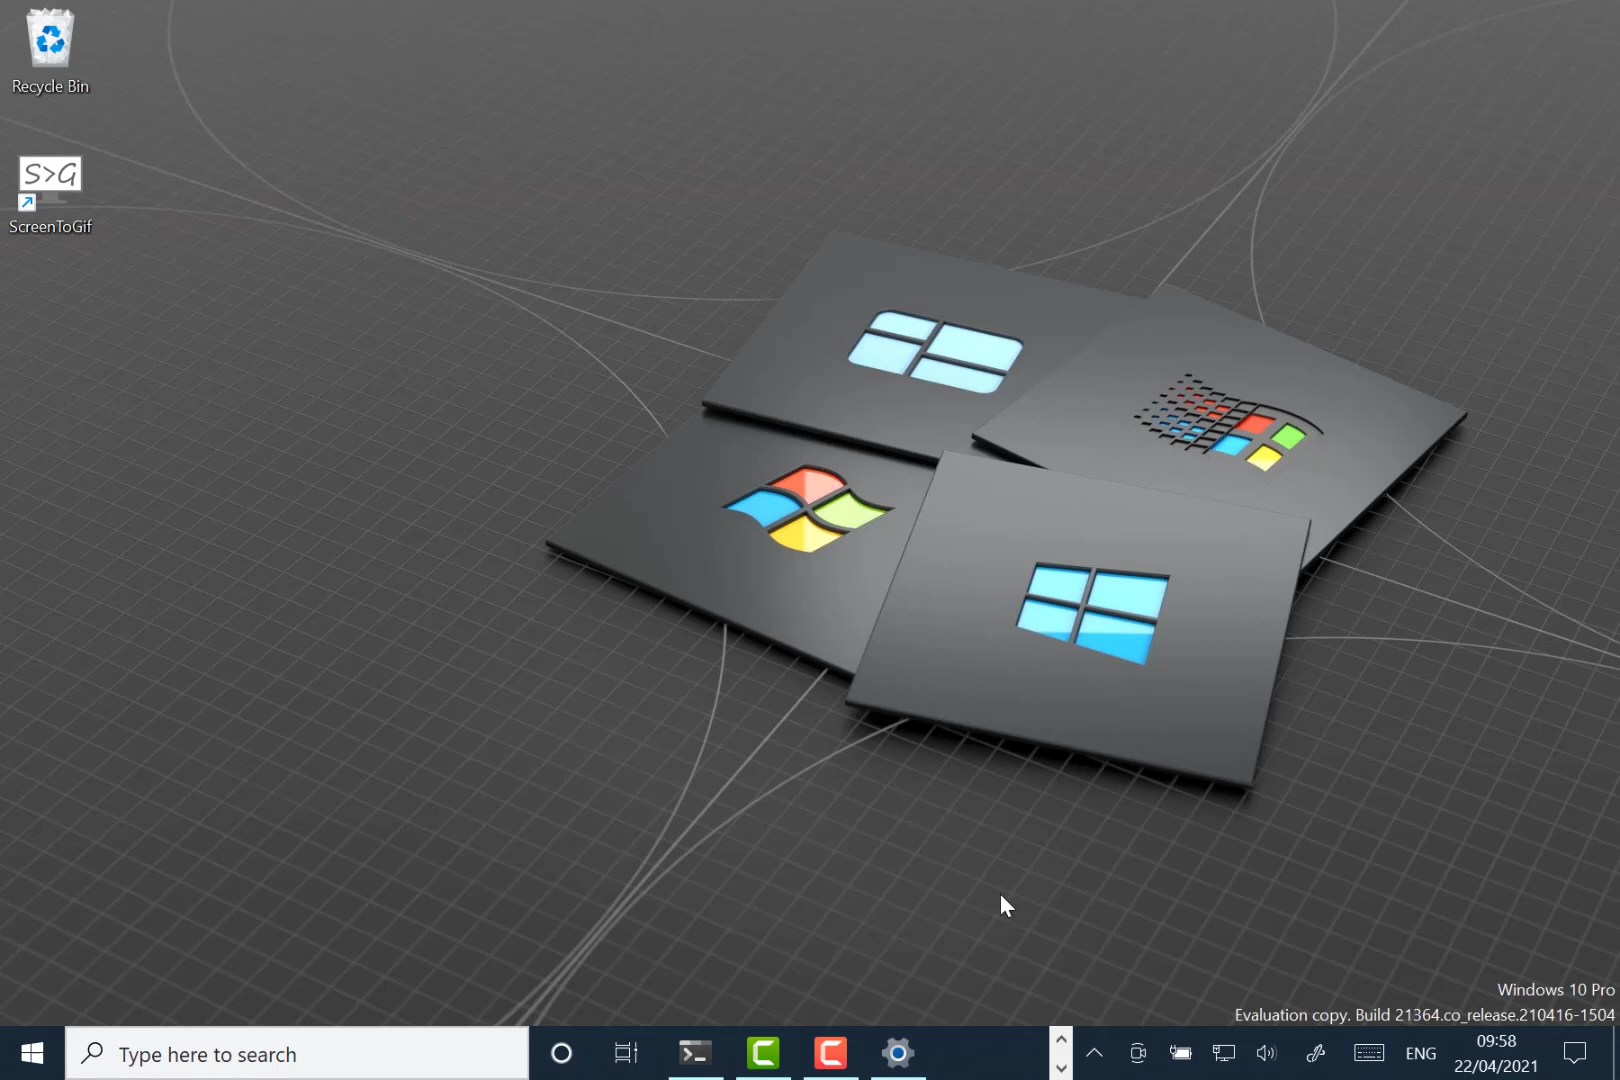 Recycle Bin
S>G
ScreenToGif
Windows 10 Pro
Evaluation copy. Build 21364.co_release.210416-1504
Type here to search
ENG
09:58
22/04/2021